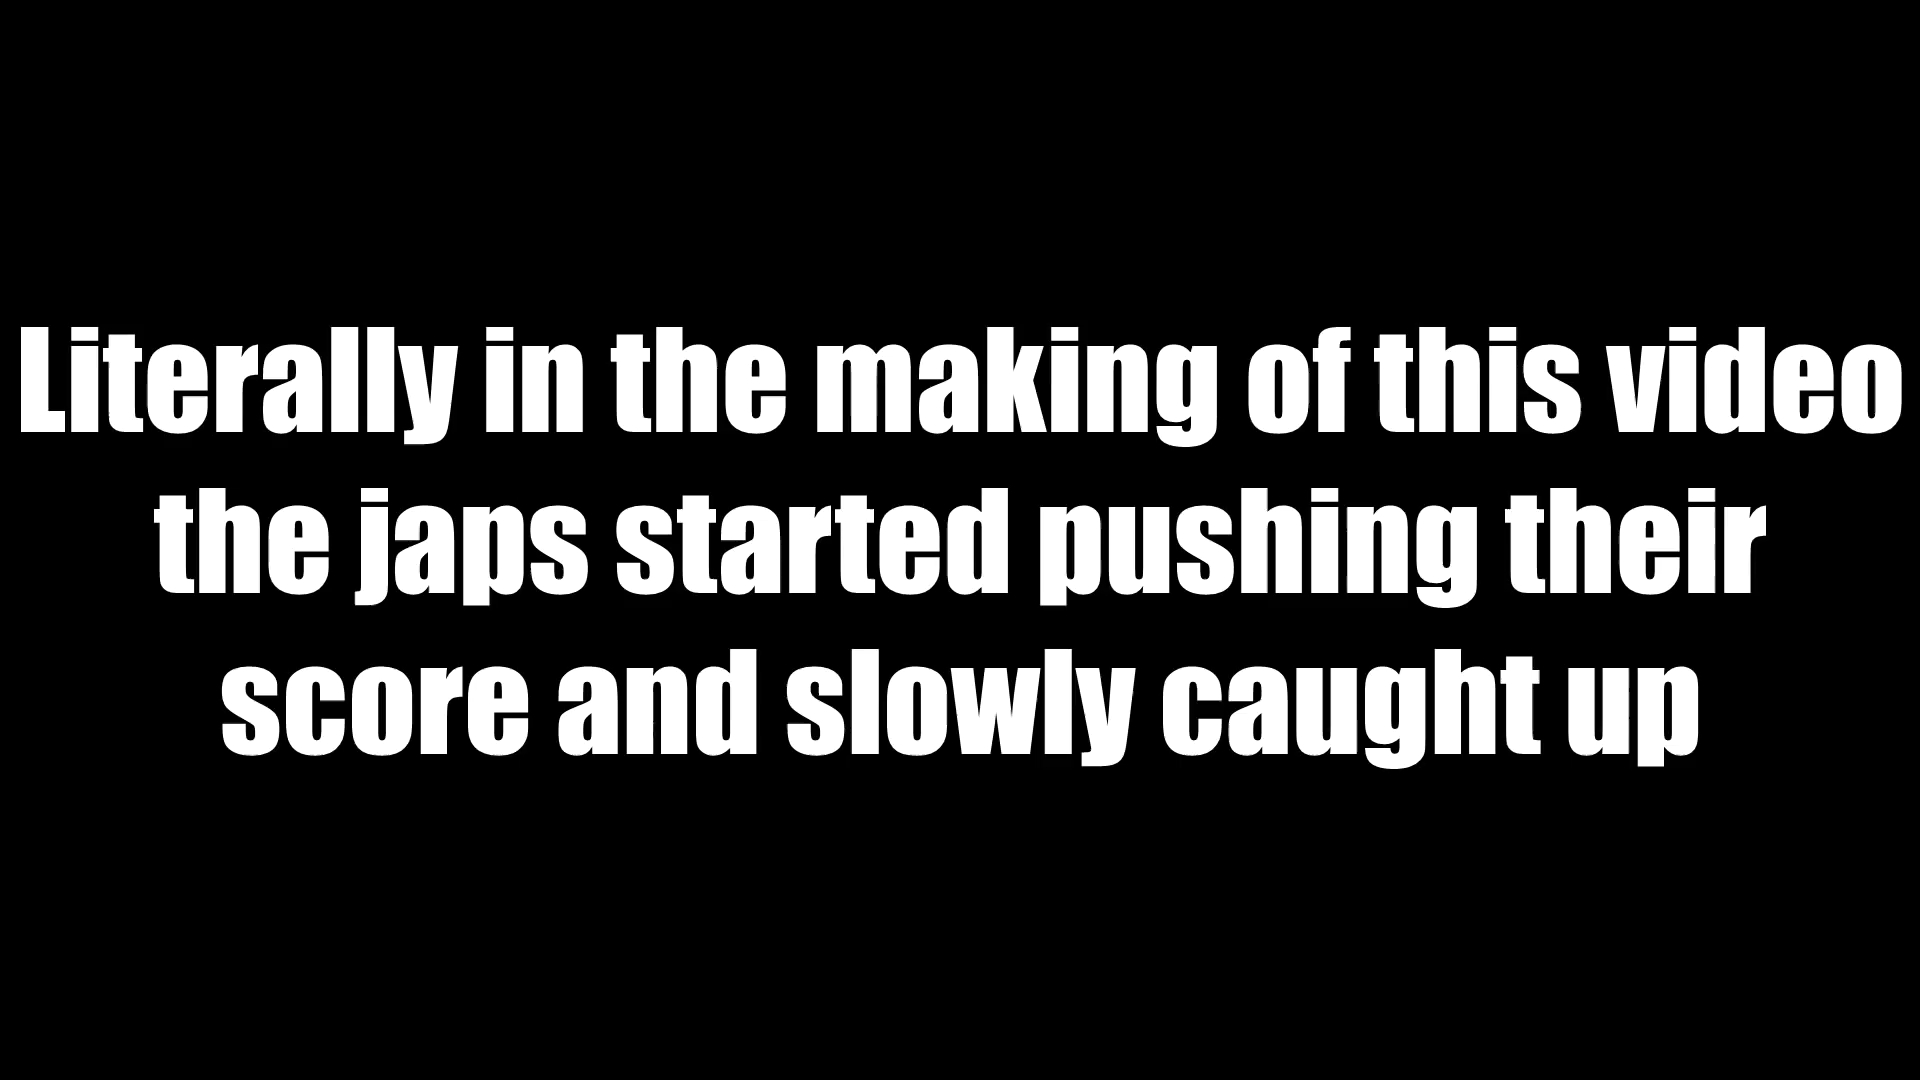 Literally in the making of this video
the japs started pushing their
score and slowly caught up